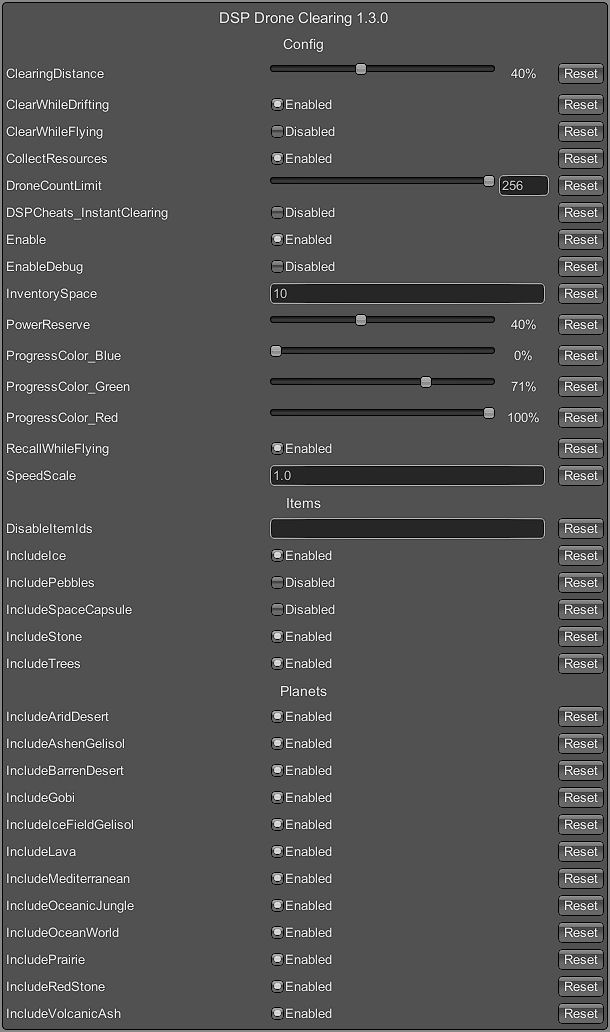 DSP Drone Clearing 1.3.0
Config
ClearingDistance 40% Reset
ClearWhileDrifting Enabled Reset
ClearWhileFlying Disabled Reset
CollectResources Enabled Reset
DroneCountLimit 256 Reset
DSPCheats_InstantClearing Disabled Reset
Enable Enabled Reset
EnableDebug Disabled Reset
InventorySpace 10 Reset
PowerReserve 40% Reset
ProgressColor_Blue 0% Reset
ProgressColor_Green 71% Reset
ProgressColor_Red 100% Reset
RecallWhileFlying Enabled Reset
SpeedScale 1.0 Reset
Items
DisableItemIds Reset
IncludeIce Enabled Reset
IncludePebbles Disabled Reset
IncludeSpaceCapsule Disabled Reset
IncludeStone Enabled Reset
IncludeTrees Enabled Reset
Planets
IncludeAridDesert Enabled Reset
IncludeAshenGelisol Enabled Reset
IncludeBarrenDesert Enabled Reset
IncludeGobi Enabled Reset
IncludeIceFieldGelisol Enabled Reset
IncludeLava Enabled Reset
IncludeMediterranean Enabled Reset
IncludeOceanicJungle Enabled Reset
IncludeOceanWorld Enabled Reset
IncludePrairie Enabled Reset
IncludeRedStone Enabled Reset
IncludeVolcanicAsh Enabled Reset